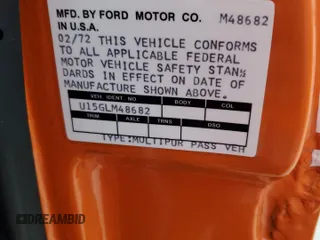 MFD. BY FORD MOTOR CO. M48682
IN U.S.A.
02/72 THIS VEHICLE CONFORMS
TO ALL APPLICABLE FEDERAL
MOTOR VEHICLE SAFETY STAN-
DARDS IN EFFECT ON DATE OF
MANUFACTURE SHOWN ABOVE.
VEH IDENT NO BODY COL
U15GLM48682
TRIM AXLE TRNS DSO
TYPE:MULTIPUR PASS VEH
DREAMBID